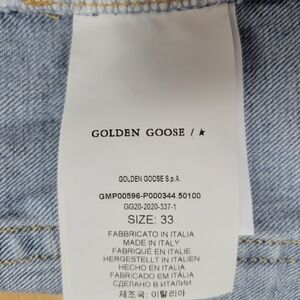 GOLDEN GOOSE / ★
GOLDEN GOOSE S.p.A.
GMP00596-P000344.50100
GG20-2020-337-1
SIZE: 33
FABBRICATO IN ITALIA
MADE IN ITALY
FABRIQUÉ EN ITALIE
HERGESTELLT IN ITALIEN
HECHO EN ITALIA
FABRICADO EM ITÁLIA
СДЕЛАНО В ИТАЛИИ
제조국: 이탈리아